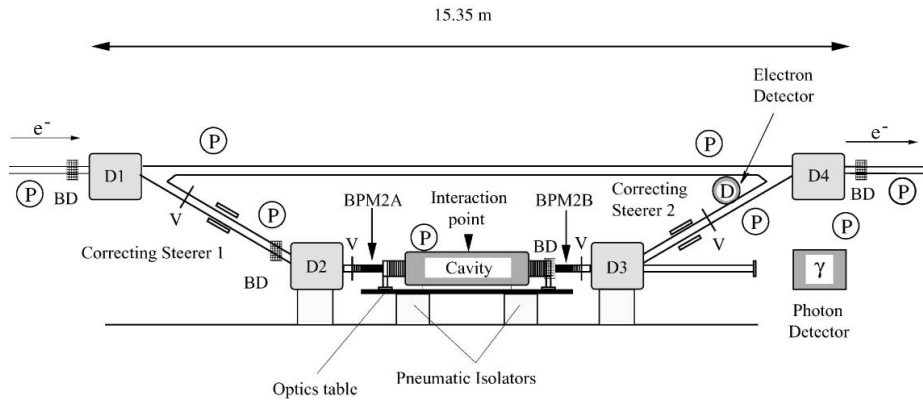 15.35 m
Electron
Detector
e-
P
P
e-
P
D1
BD
D
D4
BD
P
V
BPM2A
Interaction
point
BPM2B
Correcting
Steerer 2
P
P
Correcting Steerer 1
P
V
BD
V
V
BD
D2
Cavity
D3
γ
Photon
Detector
Optics table
Pneumatic Isolators